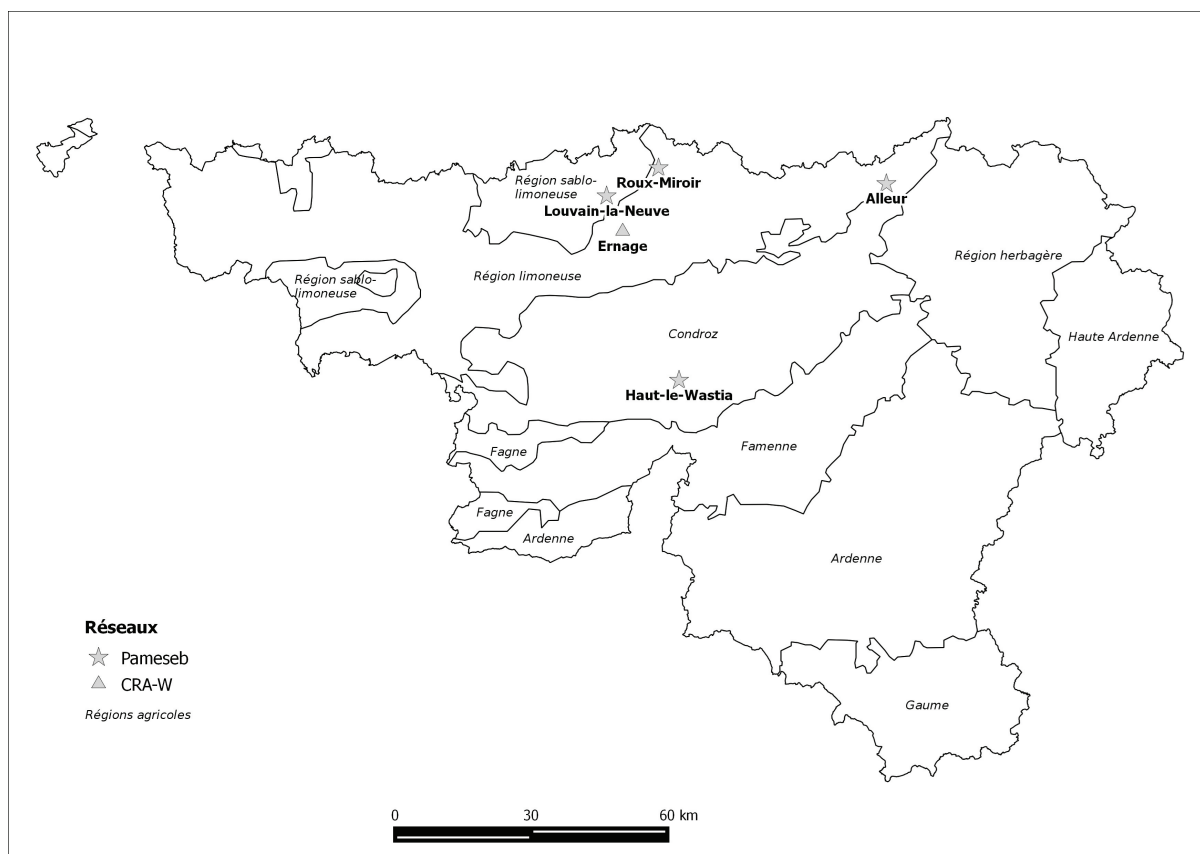 Région sablo-
limoneuse
Roux-Miroir
Louvain-la-Neuve
Alleur
Ernage
Région herbagère
Région limoneuse
Région sablo-
limoneuse
Condroz
Haute Ardenne
Haut-le-Wastia
Fagne
Famenne
Fagne
Ardenne
Ardenne
Gaume
Réseaux
Pameseb
CRA-W
Régions agricoles
0 30 60 km